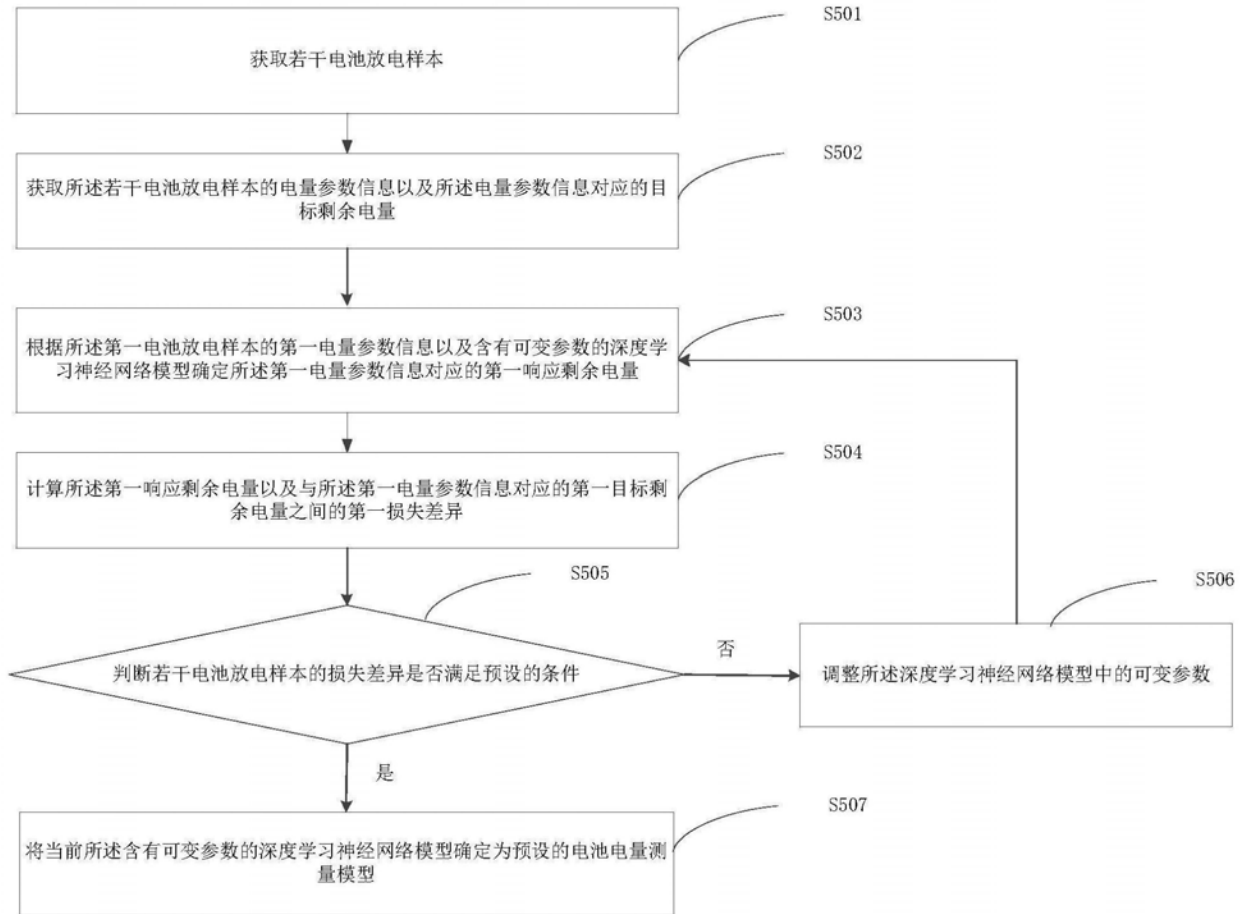 S501
获取若干电池放电样本
S502
获取所述若干电池放电样本的电量参数信息以及所述电量参数信息对应的目
标剩余电量
S503
根据所述第一电池放电样本的第一电量参数信息以及含有可变参数的深度学
习神经网络模型确定所述第一电量参数信息对应的第一响应剩余电量
S504
计算所述第一响应剩余电量以及与所述第一电量参数信息对应的第一目标剩
余电量之间的第一损失差异
S505
判断若干电池放电样本的损失差异是否满足预设的条件
否
S506
调整所述深度学习神经网络模型中的可变参数
是
S507
将当前所述含有可变参数的深度学习神经网络模型确定为预设的电池电量测
量模型